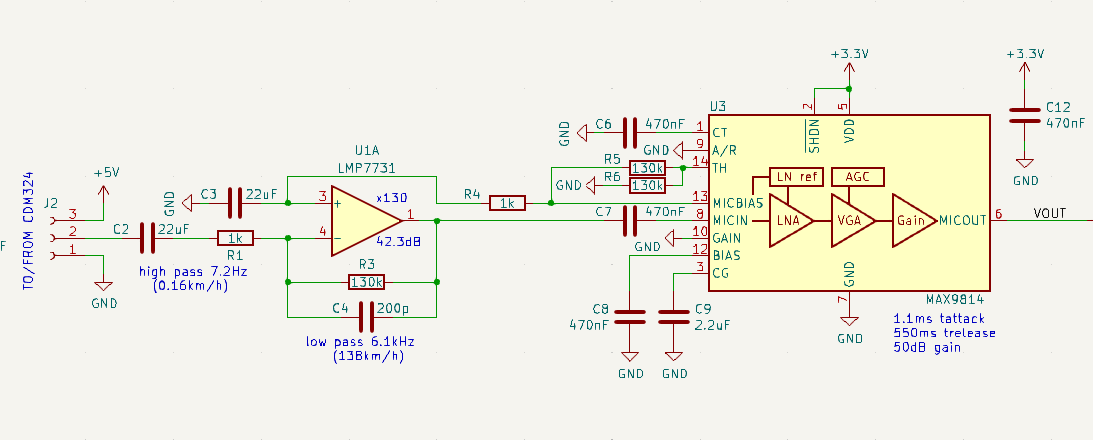 +3.3V
+3.3V
U3
2
5
C12
470nF
SHDN
VDD
GND
C6
470nF
1
CT
GND
GND
9
A/R
R5
130k
14
TH
GND
R6
130k
U1A
LMP7731
x130
42.3dB
3
+
4
-
1
+5V
GND
C3
22uF
R4
1k
13
MICBIAS
C7
470nF
8
MICIN
GND
10
GAIN
12
BIAS
3
CG
LN ref
AGC
LNA
VGA
Gain
MICOUT
6
VOUT
TO/FROM CDM324
J2
3
2
1
F
C2
22uF
1k
R1
GND
high pass 7.2Hz
(0.16km/h)
R3
130k
C4
200p
low pass 6.1kHz
(138km/h)
C8
470nF
GND
C9
2.2uF
GND
GND
7
GND
MAX9814
1.1ms tattack
550ms trelease
50dB gain